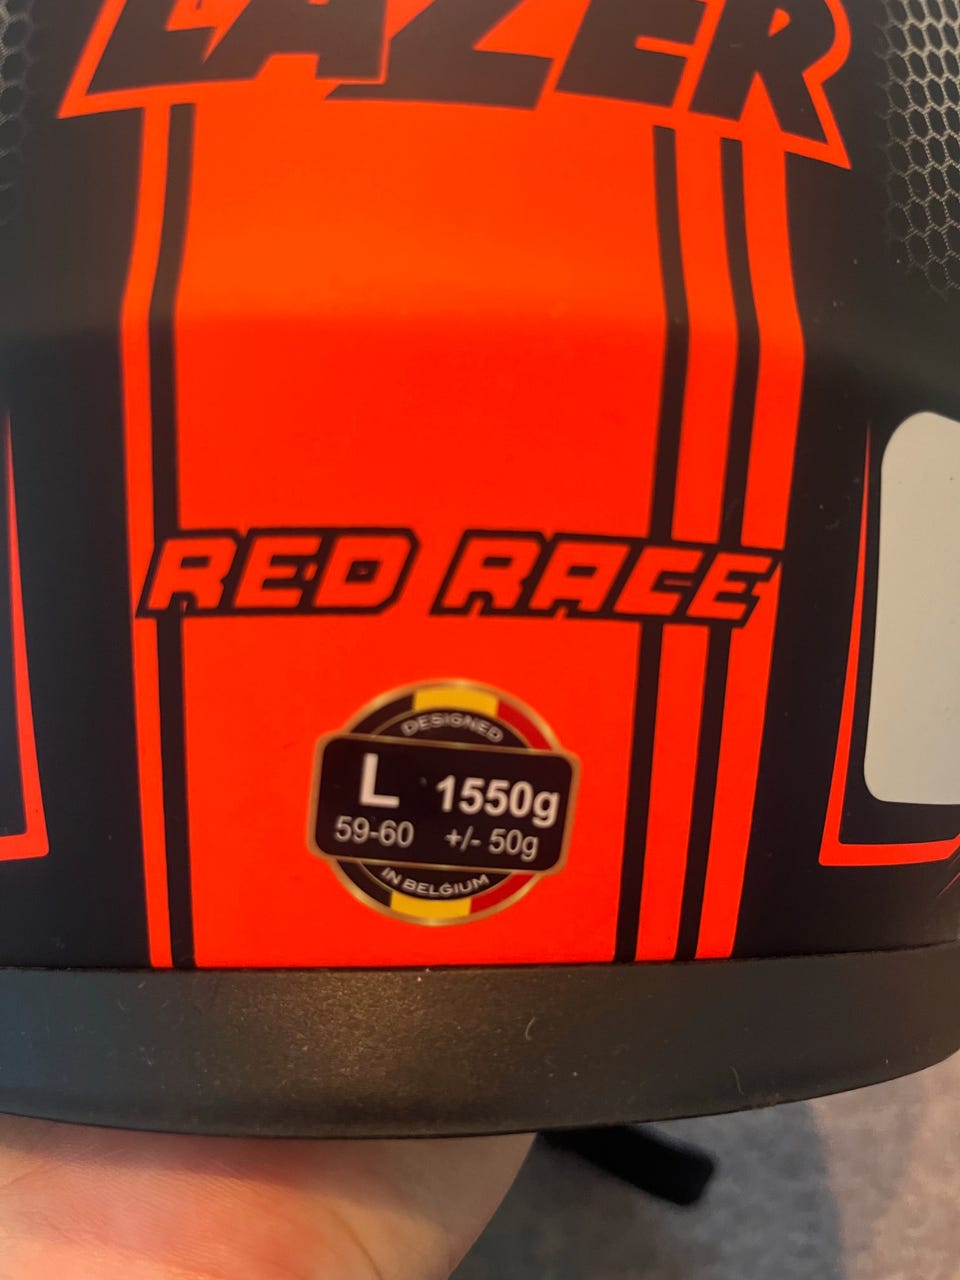 LAZER
RED RACE
DESIGNED
L 1550g
59-60 +/- 50g
IN BELGIUM